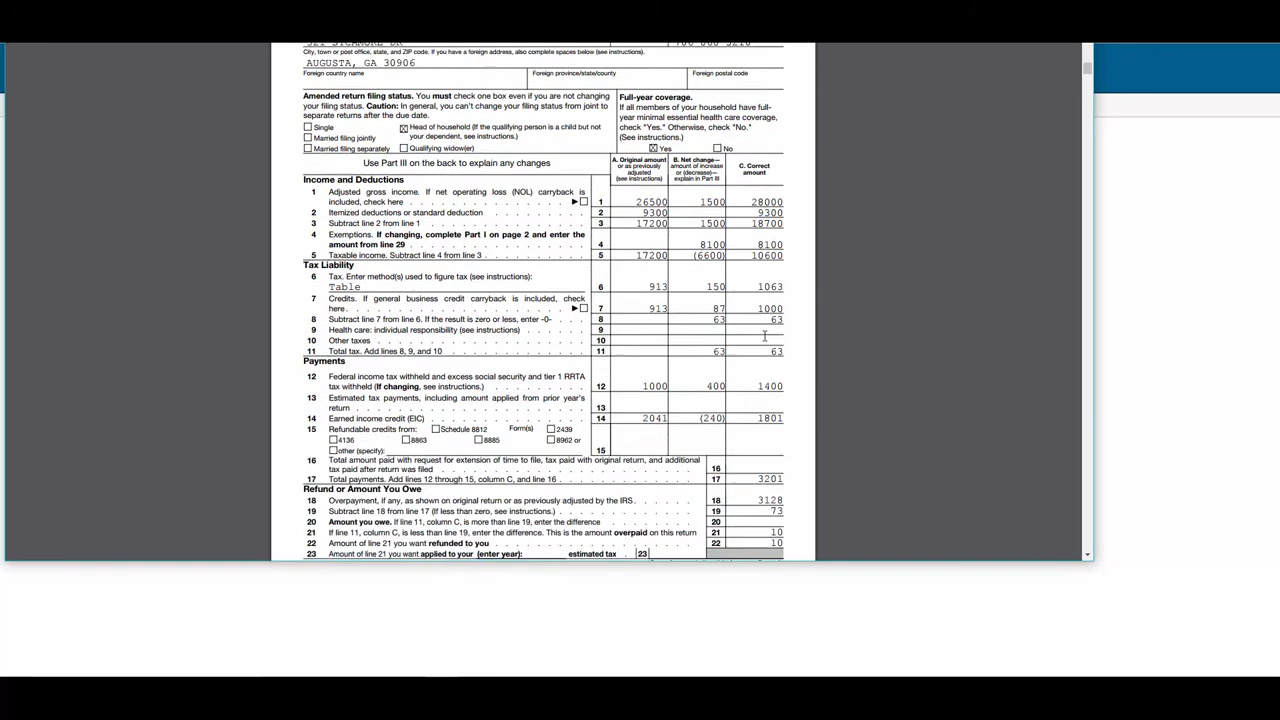 City, town or post office, state, and ZIP code. If you have a foreign address, also complete spaces below (see instructions).
AUGUSTA, GA 30906
Foreign country name Foreign province/state/county Foreign postal code
Amended return filing status. You must check one box even if you are not changing
your filing status. Caution: In general, you can't change your filing status from joint to
separate returns after the due date.
Single
Married filing jointly
Married filing separately
Head of household (If the qualifying person is a child but not
your dependent, see instructions.)
Qualifying widow(er)
Full-year coverage.
If all members of your household have full-
year minimal essential health care coverage,
check "Yes." Otherwise, check "No."
(See instructions.)
Yes No
Use Part III on the back to explain any changes
A. Original amount
or as previously
adjusted
(see instructions)
B. Net change—
amount of increase
or (decrease)—
explain in Part III
C. Correct
amount
Income and Deductions
1 Adjusted gross income. If net operating loss (NOL) carryback is
included, check here 1 26500 1500 28000
2 Itemized deductions or standard deduction 2 9300 9300
3 Subtract line 2 from line 1 3 17200 1500 18700
4 Exemptions. If changing, complete Part I on page 2 and enter the
amount from line 29 4 8100 8100
5 Taxable income. Subtract line 4 from line 3 5 17200 (6600) 10600
Tax Liability
6 Tax. Enter method(s) used to figure tax (see instructions):
Table 6 913 150 1063
7 Credits. If general business credit carryback is included, check
here 7 913 87 1000
8 Subtract line 7 from line 6. If the result is zero or less, enter -0- 8 63 63
9 Health care: individual responsibility (see instructions) 9
10 Other taxes 10
11 Total tax. Add lines 8, 9, and 10 11 63 63
Payments
12 Federal income tax withheld and excess social security and tier 1 RRTA
tax withheld (If changing, see instructions.) 12 1000 400 1400
13 Estimated tax payments, including amount applied from prior year's
return 13
14 Earned income credit (EIC) 14 2041 (240) 1801
15 Refundable credits from: Schedule 8812 Form(s) 2439
4136 8863 8885 8962 or
other (specify): 15
16 Total amount paid with request for extension of time to file, tax paid with original return, and additional
tax paid after return was filed 16
17 Total payments. Add lines 12 through 15, column C, and line 16 17 3201
Refund or Amount You Owe
18 Overpayment, if any, as shown on original return or as previously adjusted by the IRS 18 3128
19 Subtract line 18 from line 17 (If less than zero, see instructions.) 19 73
20 Amount you owe. If line 11, column C, is more than line 19, enter the difference 20
21 If line 11, column C, is less than line 19, enter the difference. This is the amount overpaid on this return 21 10
22 Amount of line 21 you want refunded to you 22 10
23 Amount of line 21 you want applied to your (enter year): estimated tax 23